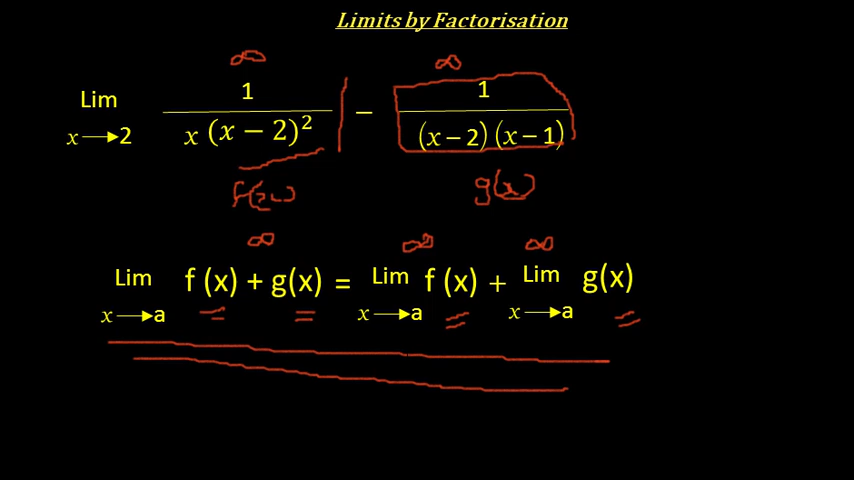 Limits by Factorisation
∞ ∞
Lim x→2 1 / x (x − 2)² − 1 / (x − 2) (x − 1)
f(x) g(x)
∞ ∞ ∞
Lim x→a f (x) + g(x) = Lim x→a f (x) + Lim x→a g(x)